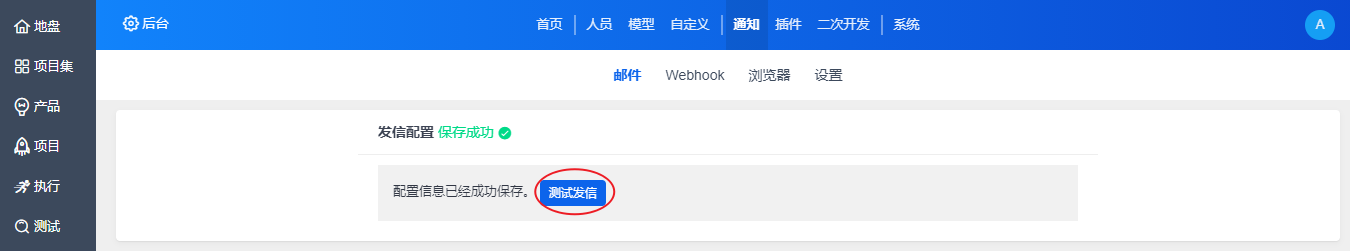 地盘
项目集
产品
项目
执行
测试
后台
首页 人员 模型 自定义 通知 插件 二次开发 系统
A
邮件 Webhook 浏览器 设置
发信配置 保存成功
配置信息已经成功保存。 测试发信